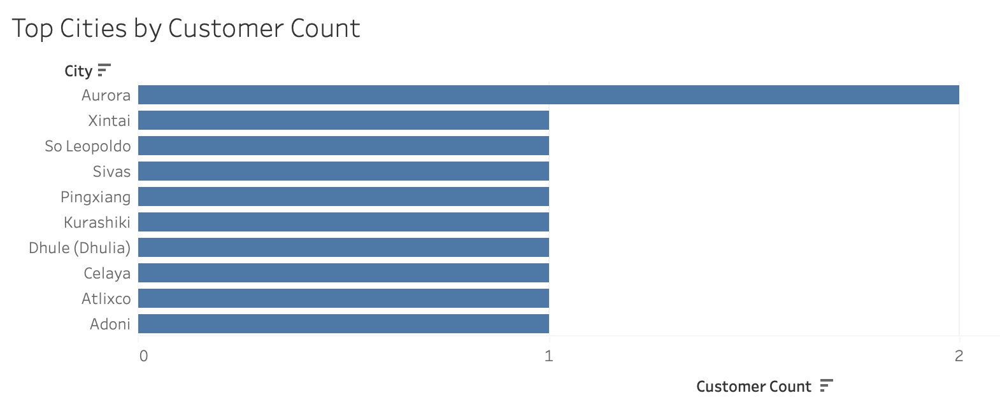 Top Cities by Customer Count
City
Aurora
Xintai
So Leopoldo
Sivas
Pingxiang
Kurashiki
Dhule (Dhulia)
Celaya
Atlixco
Adoni
0 1 2
Customer Count